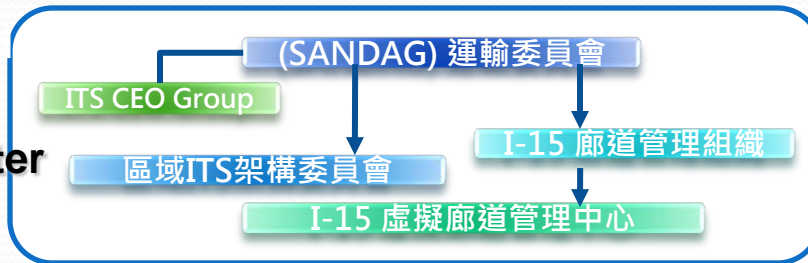 (SANDAG) 運輸委員會
ITS CEO Group
ter
I-15 廊道管理組織
區域ITS架構委員會
I-15 虛擬廊道管理中心